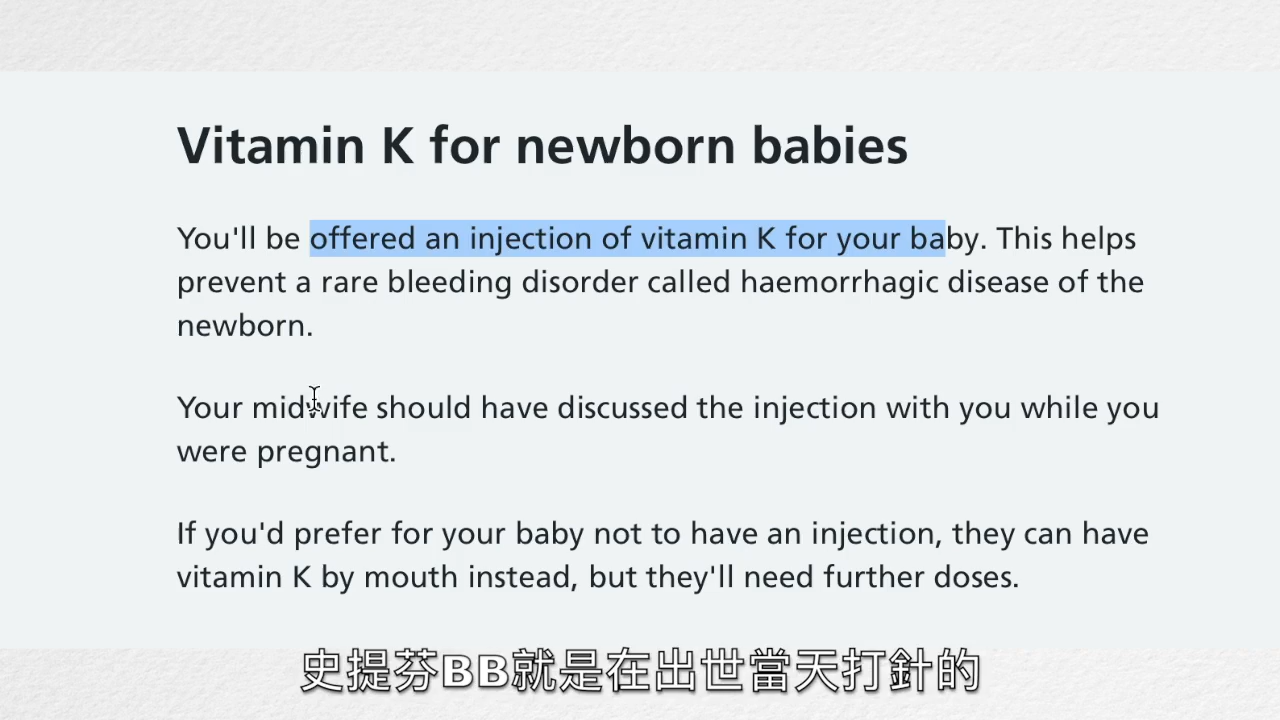 Vitamin K for newborn babies
You'll be offered an injection of vitamin K for your baby. This helps
prevent a rare bleeding disorder called haemorrhagic disease of the
newborn.
Your midwife should have discussed the injection with you while you
were pregnant.
If you'd prefer for your baby not to have an injection, they can have
vitamin K by mouth instead, but they'll need further doses.
史提芬BB就是在出世當天打針的